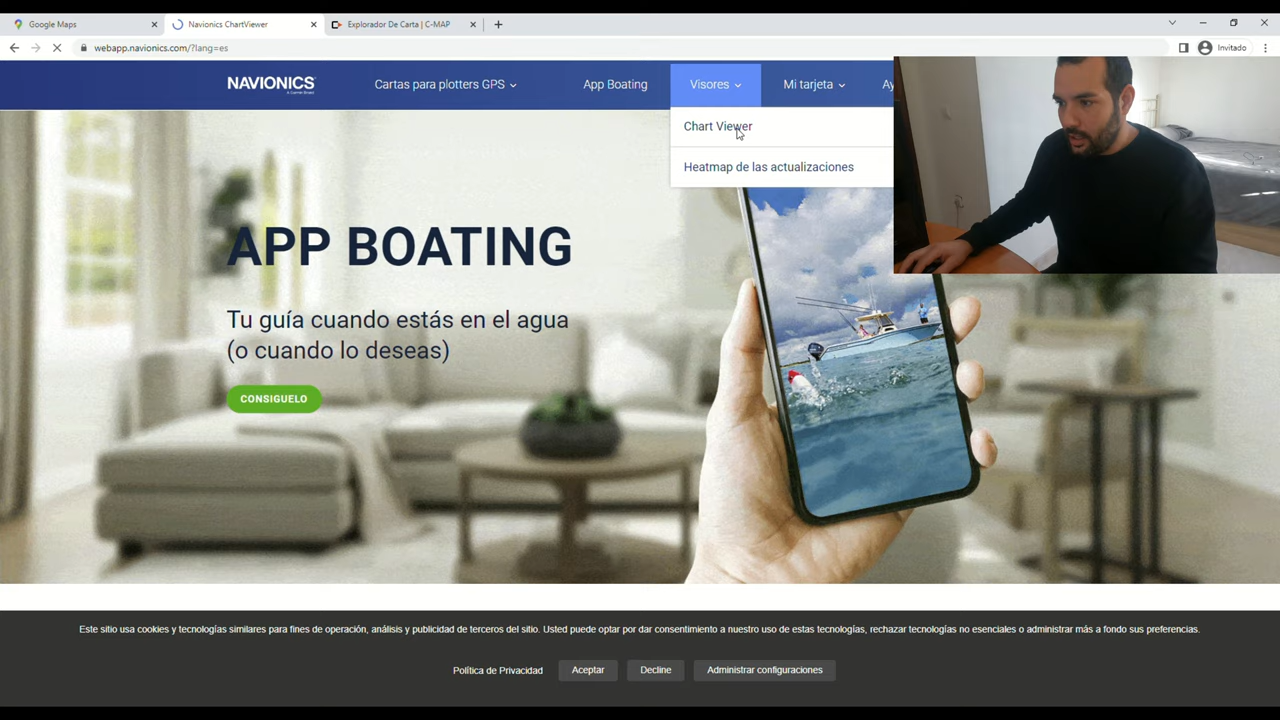 Google Maps
Navionics ChartViewer
Explorador De Carta | C-MAP
webapp.navionics.com/?lang=es
Invitado
NAVIONICS
Cartas para plotters GPS
App Boating
Visores
Mi tarjeta
Ay
Chart Viewer
Heatmap de las actualizaciones
APP BOATING
Tu guía cuando estás en el agua
(o cuando lo deseas)
CONSIGUELO
Este sitio usa cookies y tecnologías similares para fines de operación, análisis y publicidad de terceros del sitio. Usted puede optar por dar consentimiento a nuestro uso de estas tecnologías, rechazar tecnologías no esenciales o administrar más a fondo sus preferencias.
Política de Privacidad
Aceptar
Decline
Administrar configuraciones